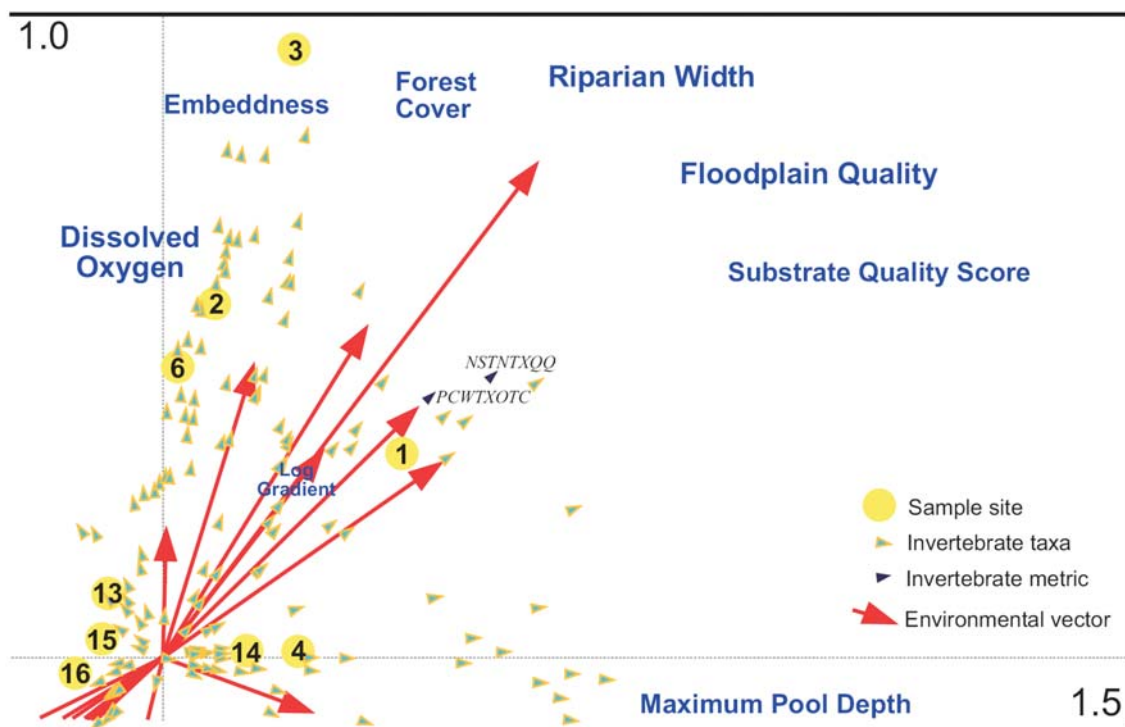 1.0
3
Embeddness
Forest
Cover
Riparian Width
Floodplain Quality
Dissolved
Oxygen
Substrate Quality Score
2
6
NSTNTXQQ
PCWTXOTC
1
Log
Gradient
Sample site
Invertebrate taxa
Invertebrate metric
Environmental vector
13
15
14
4
16
Maximum Pool Depth
1.5